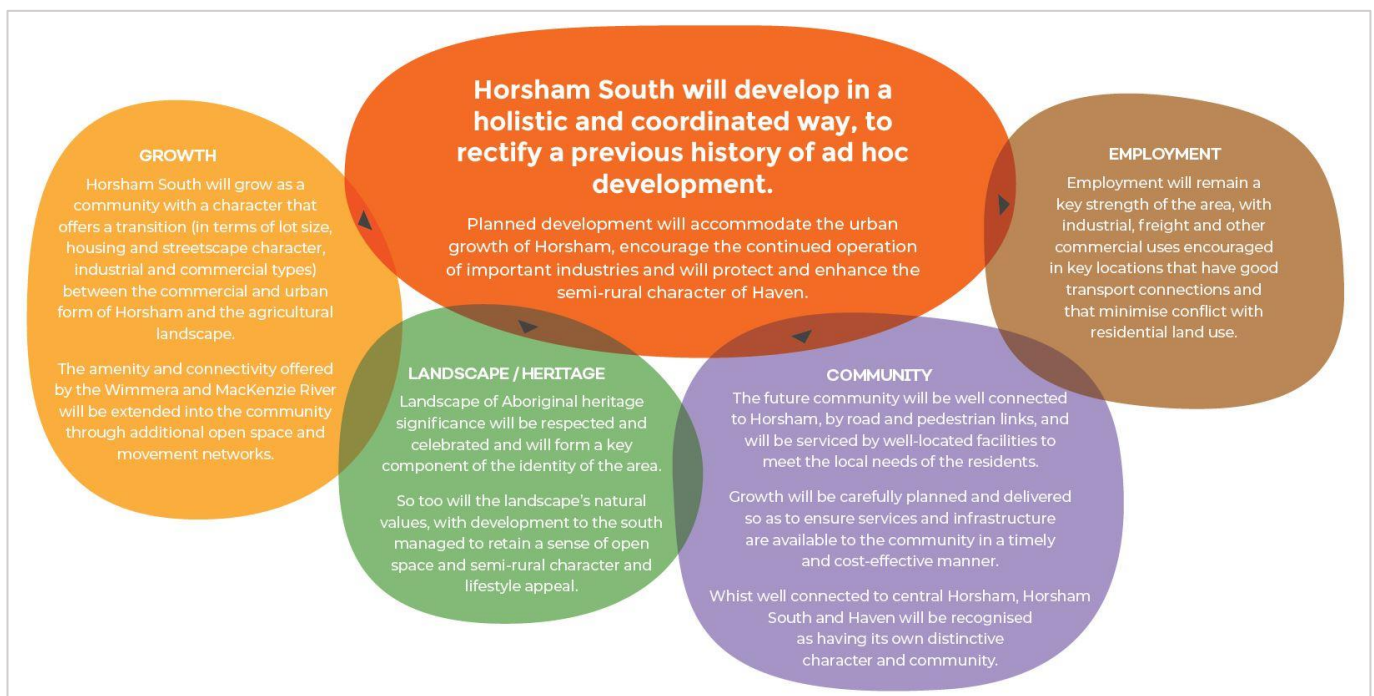 Horsham South will develop in a
holistic and coordinated way, to
rectify a previous history of ad hoc
development.
Planned development will accommodate the urban
growth of Horsham, encourage the continued operation
of important industries and will protect and enhance the
semi-rural character of Haven.
GROWTH
Horsham South will grow as a
community with a character that
offers a transition (in terms of lot size,
housing and streetscape character,
industrial and commercial types)
between the commercial and urban
form of Horsham and the agricultural
landscape.
The amenity and connectivity offered
by the Wimmera and MacKenzie River
will be extended into the community
through additional open space and
movement networks.
LANDSCAPE / HERITAGE
Landscape of Aboriginal heritage
significance will be respected and
celebrated and will form a key
component of the identity of the area.
So too will the landscape's natural
values, with development to the south
managed to retain a sense of open
space and semi-rural character and
lifestyle appeal.
COMMUNITY
The future community will be well connected
to Horsham, by road and pedestrian links, and
will be serviced by well-located facilities to
meet the local needs of the residents.
Growth will be carefully planned and delivered
so as to ensure services and infrastructure
are available to the community in a timely
and cost-effective manner.
Whist well connected to central Horsham, Horsham
South and Haven will be recognised
as having its own distinctive
character and community.
EMPLOYMENT
Employment will remain a
key strength of the area, with
industrial, freight and other
commercial uses encouraged
in key locations that have good
transport connections and
that minimise conflict with
residential land use.